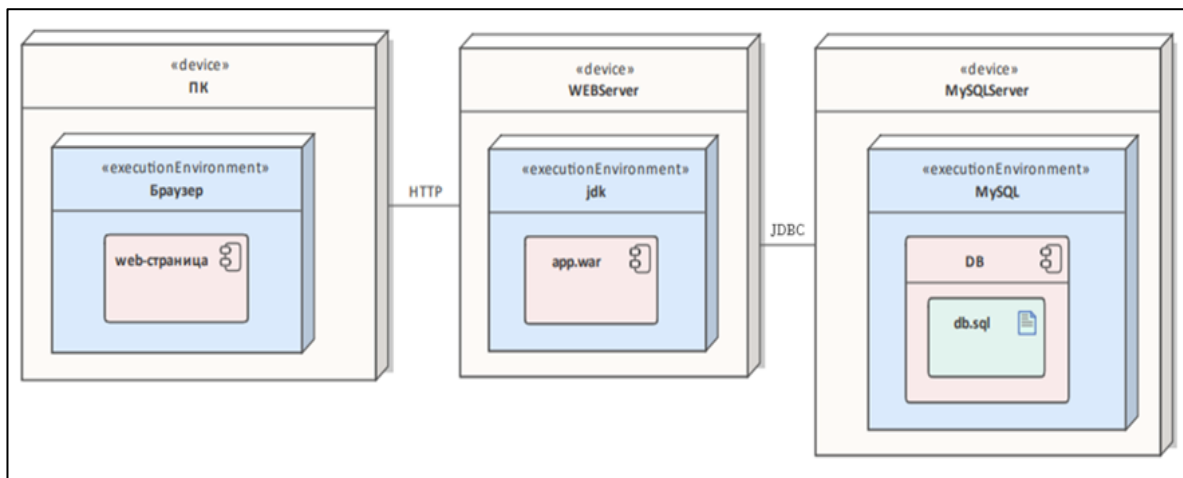 «device»
ПК
«executionEnvironment»
Браузер
web-страница
HTTP
«device»
WEBServer
«executionEnvironment»
jdk
app.war
JDBC
«device»
MySQLServer
«executionEnvironment»
MySQL
DB
db.sql